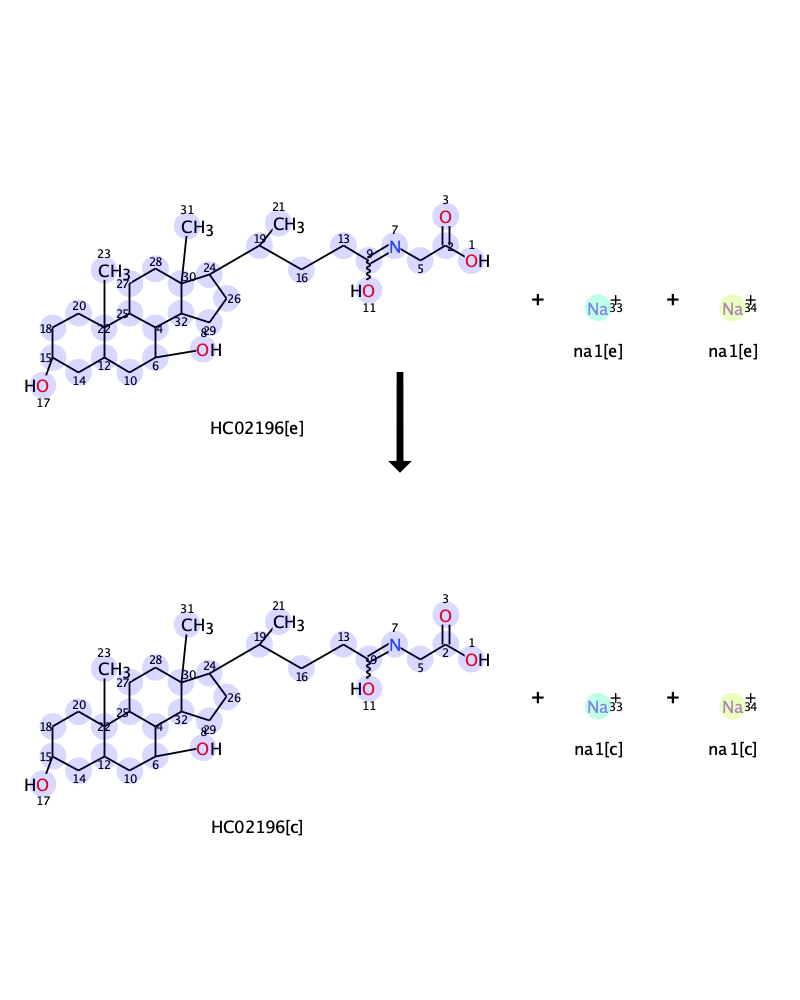 3
31 21 7 1
CH3 CH3 O
23 28 19 13 9 N 2 OH
CH3 27 30 24 16 5
20 25 26 HO
18 22 4 32 29 11
8
15 12 6 OH
HO 14 10
17
+ Na+ 33 + Na+ 34
na1[e] na1[e]
HC02196[e]
3
31 21 7 1
CH3 CH3 O
23 28 19 13 9 N 2 OH
CH3 27 30 24 16 5
20 25 26 HO
18 22 4 32 29 11
8
15 12 6 OH
HO 14 10
17
+ Na+ 33 + Na+ 34
na1[c] na1[c]
HC02196[c]